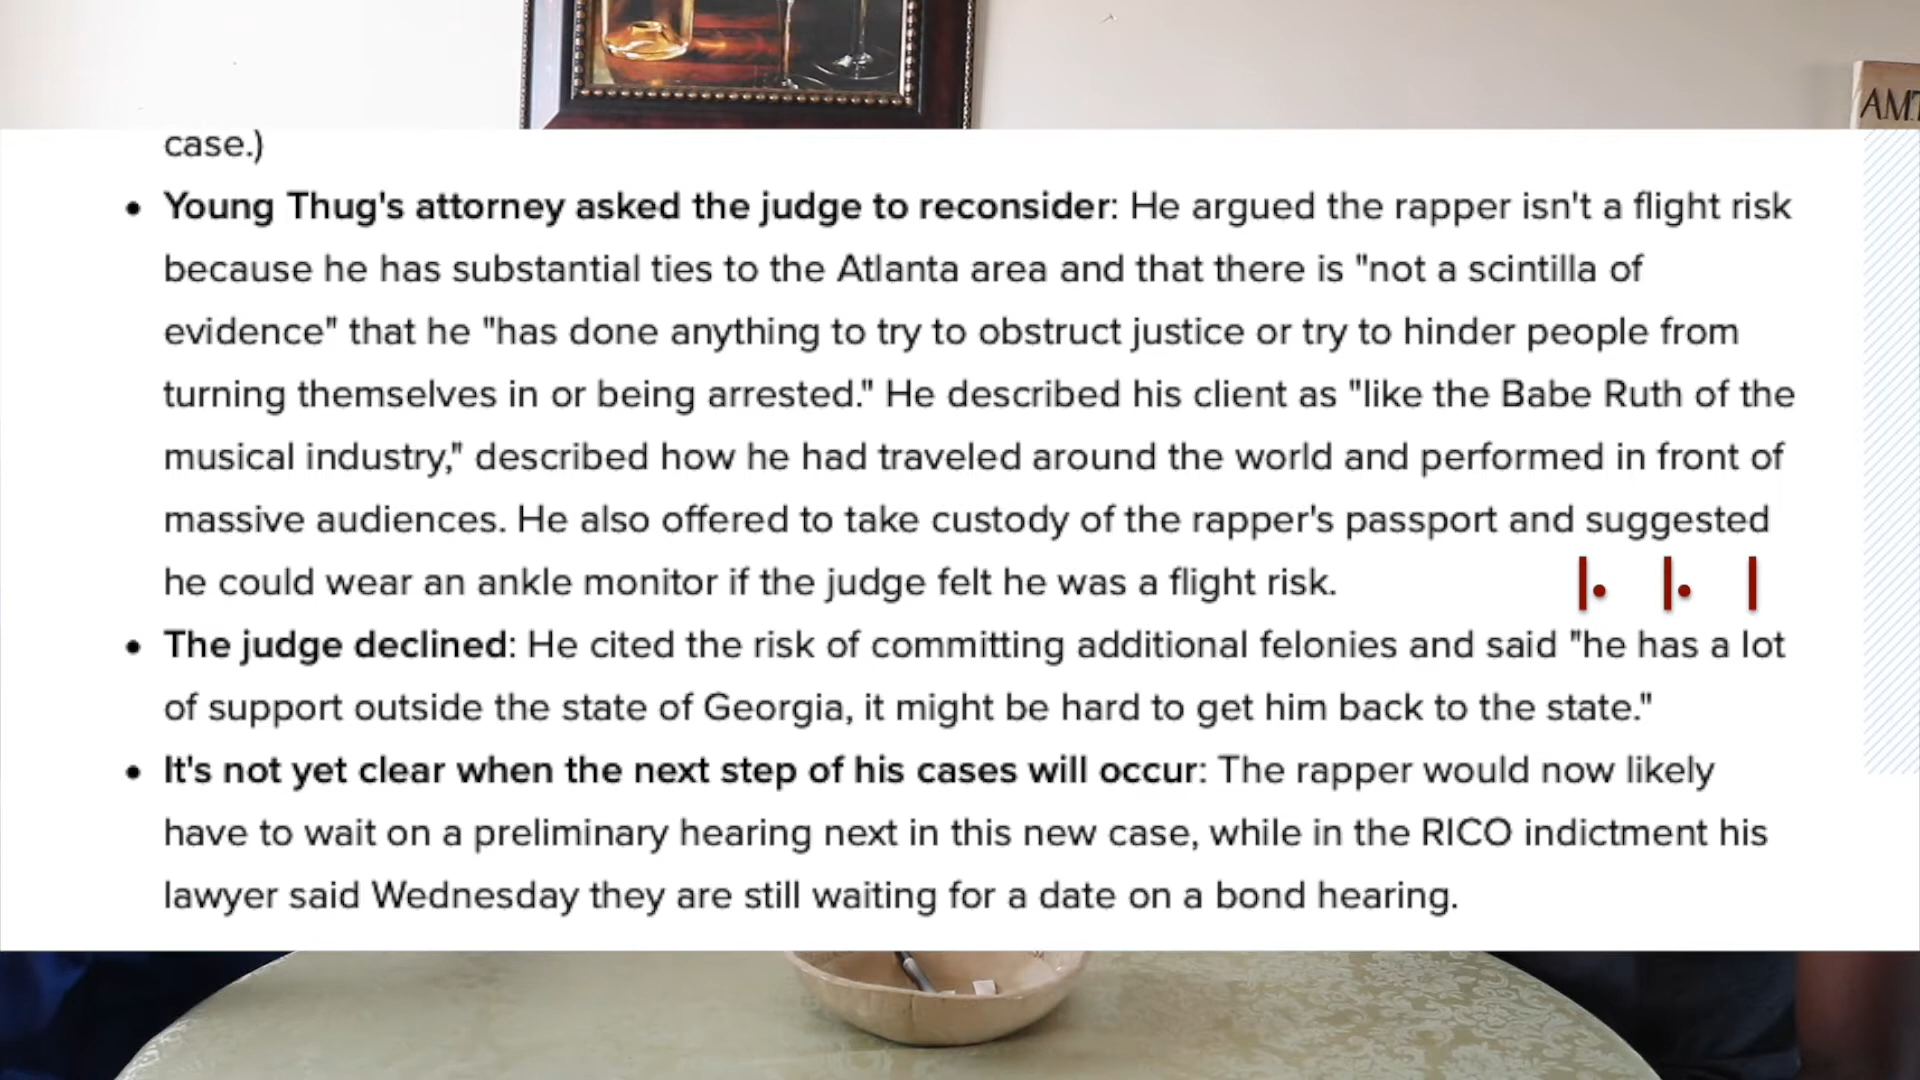 AMT
case.)
• Young Thug's attorney asked the judge to reconsider: He argued the rapper isn't a flight risk
because he has substantial ties to the Atlanta area and that there is "not a scintilla of
evidence" that he "has done anything to try to obstruct justice or try to hinder people from
turning themselves in or being arrested." He described his client as "like the Babe Ruth of the
musical industry," described how he had traveled around the world and performed in front of
massive audiences. He also offered to take custody of the rapper's passport and suggested
he could wear an ankle monitor if the judge felt he was a flight risk.
• The judge declined: He cited the risk of committing additional felonies and said "he has a lot
of support outside the state of Georgia, it might be hard to get him back to the state."
• It's not yet clear when the next step of his cases will occur: The rapper would now likely
have to wait on a preliminary hearing next in this new case, while in the RICO indictment his
lawyer said Wednesday they are still waiting for a date on a bond hearing.